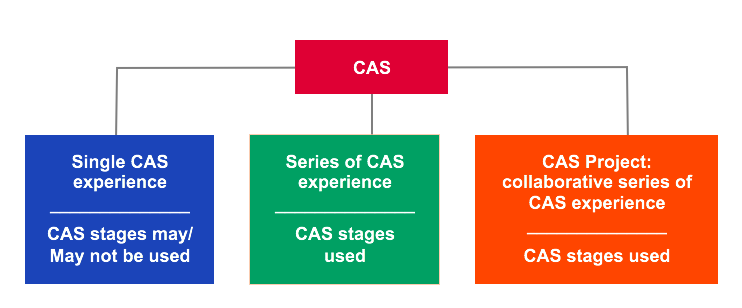 CAS
Single CAS
experience
CAS stages may/
May not be used
Series of CAS
experience
CAS stages
used
CAS Project:
collaborative series of
CAS experience
CAS stages used